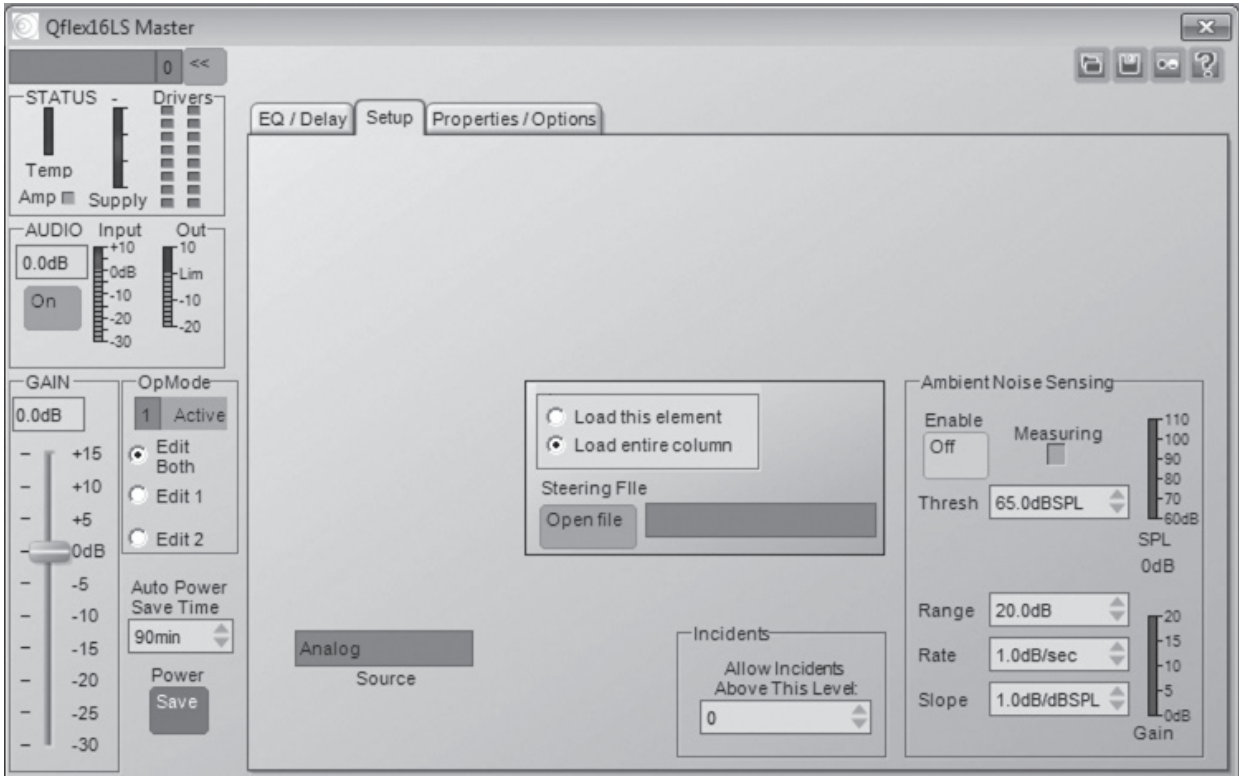 Qflex16LS Master
0 <<
STATUS - Drivers
Temp
Amp Supply
AUDIO Input Out
0.0dB
On
+10
0dB
-10
-20
-30
10
Lim
-10
-20
GAIN
0.0dB
+15
+10
+5
0dB
-5
-10
-15
-20
-25
-30
OpMode
1 Active
Edit
Both
Edit 1
Edit 2
Auto Power
Save Time
90min
Power
Save
EQ / Delay Setup Properties / Options
Load this element
Load entire column
Steering FIle
Open file
Analog
Source
Incidents
Allow Incidents
Above This Level:
0
Ambient Noise Sensing
Enable
Off
Measuring
Thresh 65.0dBSPL
110
100
90
80
70
60dB
SPL
0dB
Range 20.0dB
Rate 1.0dB/sec
Slope 1.0dB/dBSPL
20
15
10
5
0dB
Gain